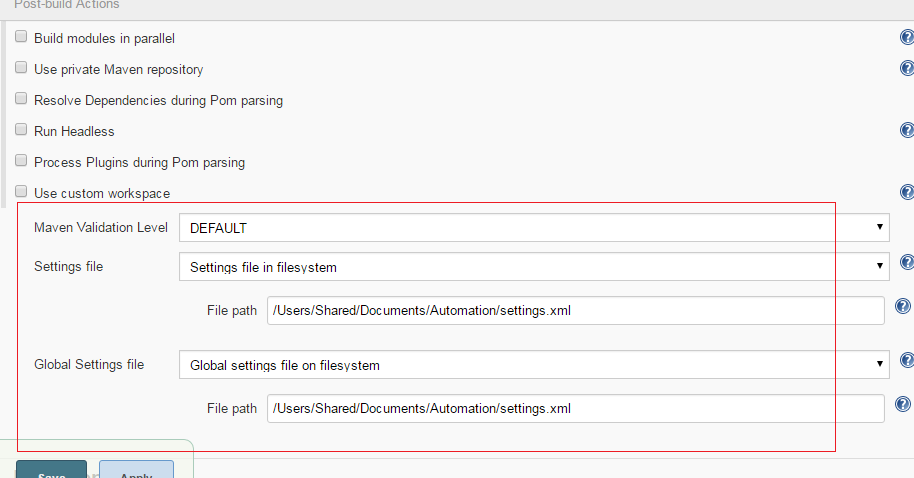 Post-build Actions
Build modules in parallel
Use private Maven repository
Resolve Dependencies during Pom parsing
Run Headless
Process Plugins during Pom parsing
Use custom workspace
Maven Validation Level DEFAULT
Settings file Settings file in filesystem
File path /Users/Shared/Documents/Automation/settings.xml
Global Settings file Global settings file on filesystem
File path /Users/Shared/Documents/Automation/settings.xml
Save Apply